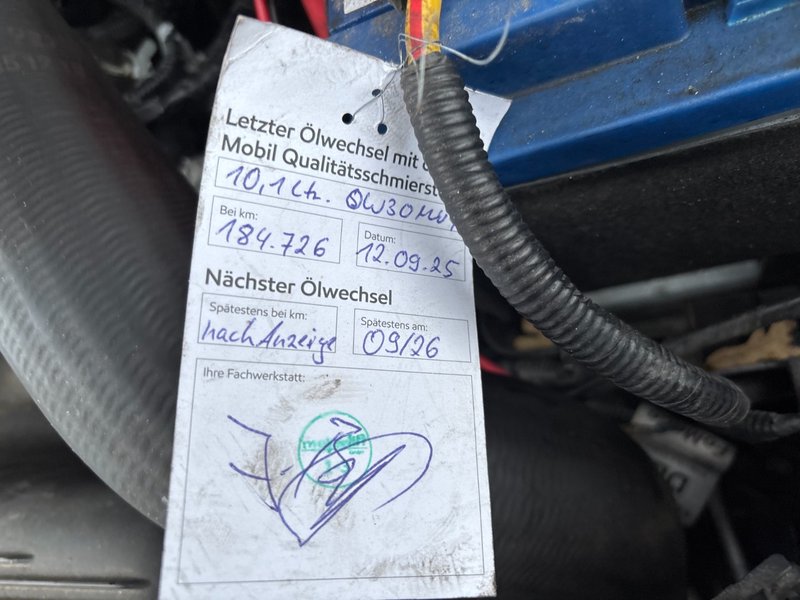 Letzter Ölwechsel mit
Mobil Qualitätsschmierst
10,1 Ltr. 0W30
Bei km:
184.726
Datum:
12.09.25
Nächster Ölwechsel
Spätestens bei km:
nach Anzeige
Spätestens am:
09/26
Ihre Fachwerkstatt: